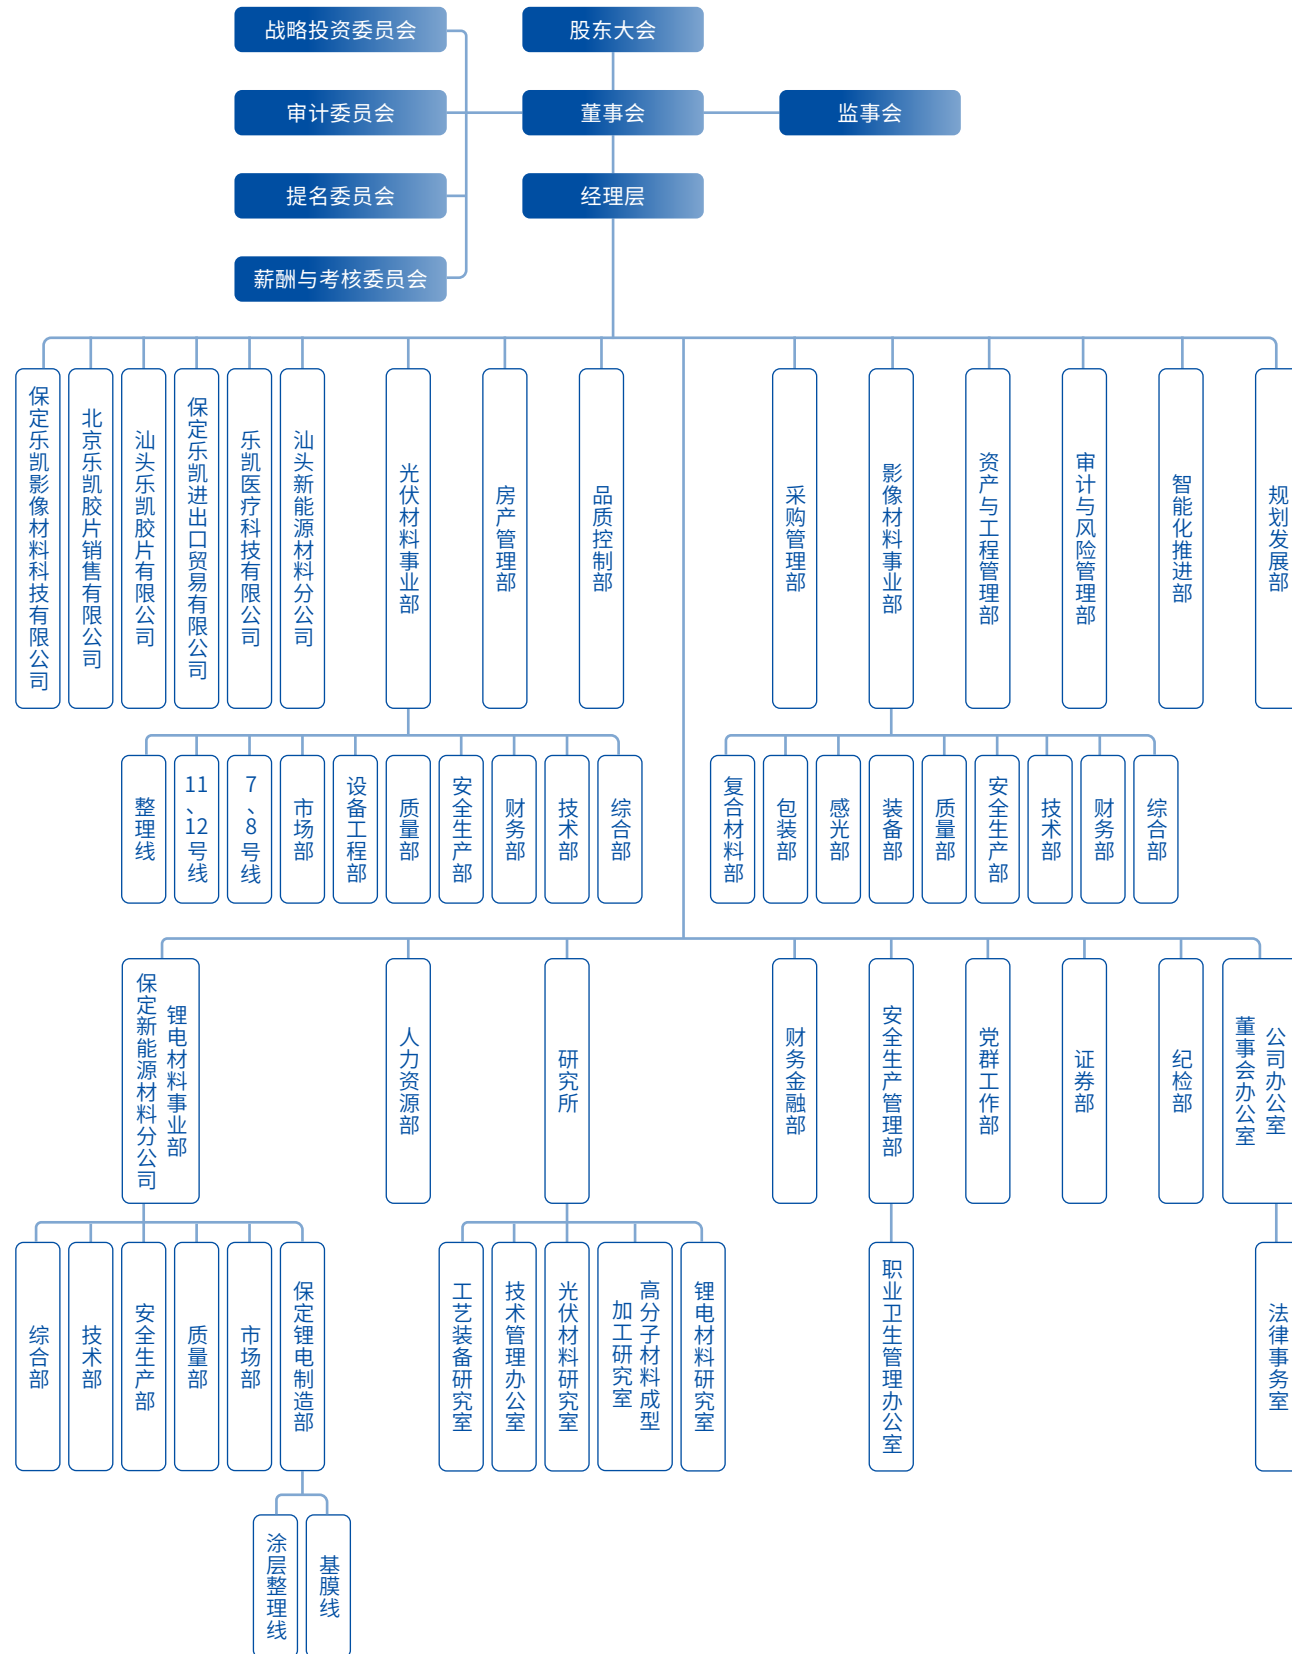 战略投资委员会
股东大会
审计委员会
董事会
监事会
提名委员会
经理层
薪酬与考核委员会
保定乐凯影像材料科技有限公司
北京乐凯胶片销售有限公司
汕头乐凯胶片有限公司
保定乐凯进出口贸易有限公司
乐凯医疗科技有限公司
汕头新能源材料分公司
光伏材料事业部
房产管理部
品质控制部
采购管理部
影像材料事业部
资产与工程管理部
审计与风险管理部
智能化推进部
规划发展部
整理线
11、12号线
7、8号线
市场部
设备工程部
质量部
安全生产部
财务部
技术部
综合部
复合材料部
包装部
感光部
装备部
质量部
安全生产部
技术部
财务部
综合部
锂电材料事业部
保定新能源材料分公司
人力资源部
研究所
财务金融部
安全生产管理部
党群工作部
证券部
纪检部
公司办公室
董事会办公室
综合部
技术部
安全生产部
质量部
市场部
保定锂电制造部
工艺装备研究室
技术管理办公室
光伏材料研究室
高分子材料成型
加工研究室
锂电材料研究室
职业卫生管理办公室
法律事务室
涂层整理线
基膜线